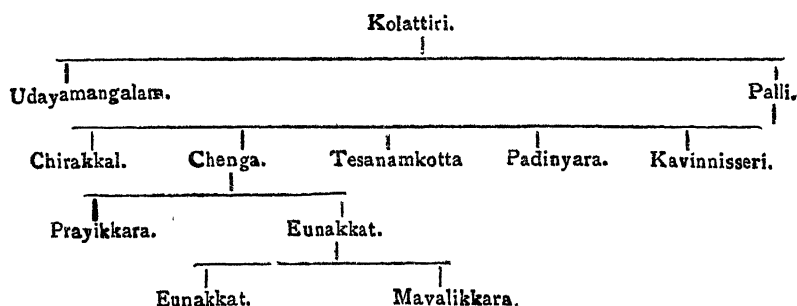 Kolattiri.
Udayamangalam. Palli.
Chirakkal. Chenga. Tesanamkotta Padinyara. Kavinnisseri.
Prayikkara. Eunakkat.
Eunakkat. Mavalikkara.